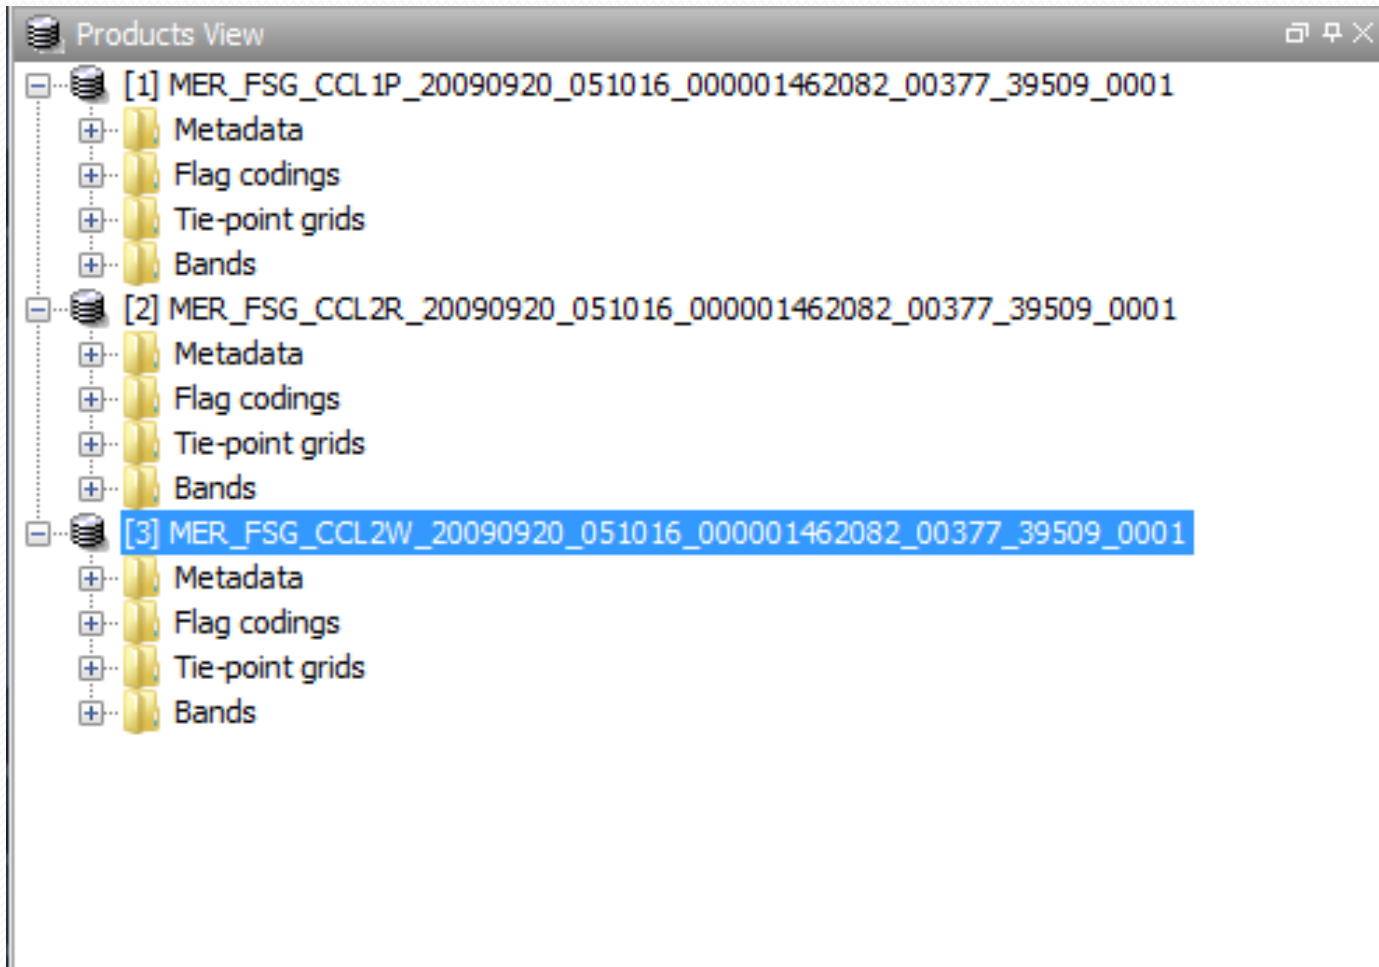 Products View
[1] MER_FSG_CCL1P_20090920_051016_000001462082_00377_39509_0001
Metadata
Flag codings
Tie-point grids
Bands
[2] MER_FSG_CCL2R_20090920_051016_000001462082_00377_39509_0001
Metadata
Flag codings
Tie-point grids
Bands
[3] MER_FSG_CCL2W_20090920_051016_000001462082_00377_39509_0001
Metadata
Flag codings
Tie-point grids
Bands